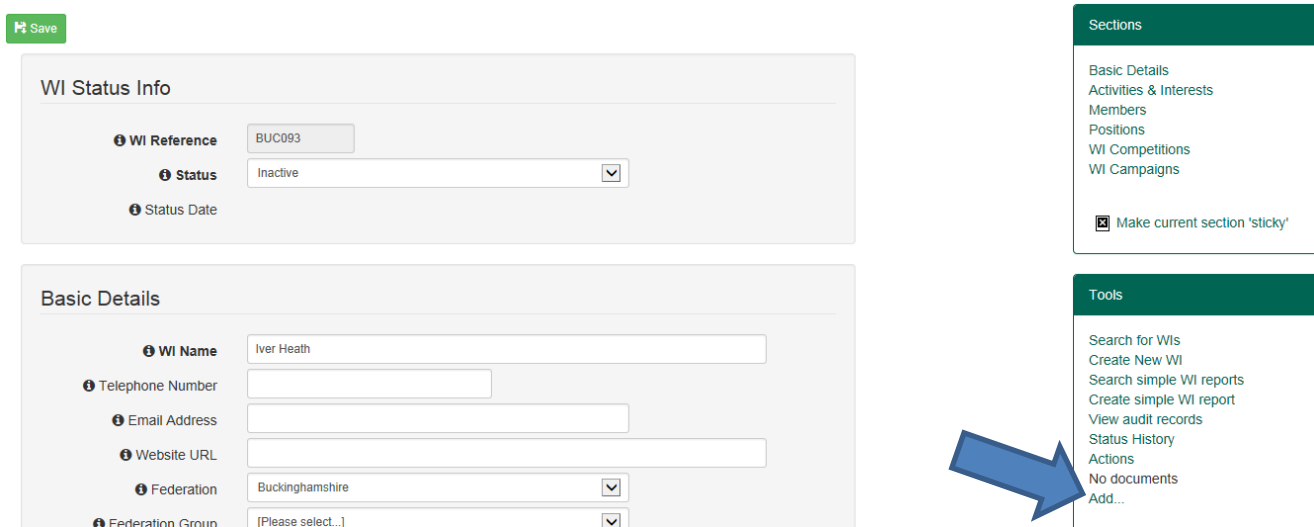 Save
WI Status Info
WI Reference BUC093
Status Inactive
Status Date
Basic Details
WI Name Iver Heath
Telephone Number
Email Address
Website URL
Federation Buckinghamshire
Federation Group [Please select...]
Sections
Basic Details
Activities & Interests
Members
Positions
WI Competitions
WI Campaigns
Make current section 'sticky'
Tools
Search for WIs
Create New WI
Search simple WI reports
Create simple WI report
View audit records
Status History
Actions
No documents
Add...